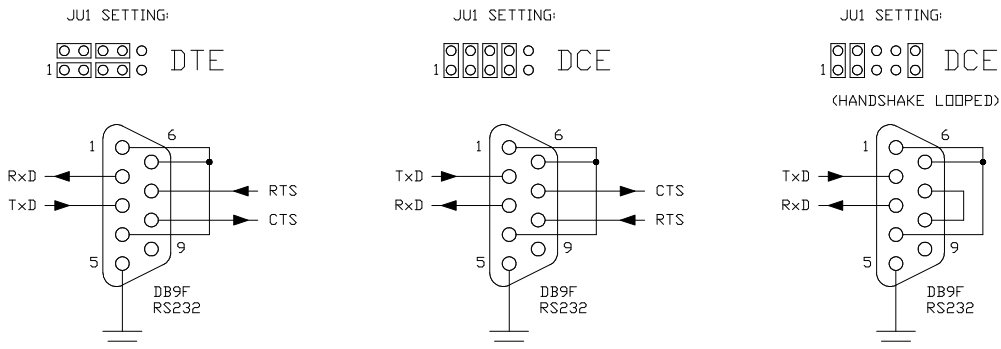 JU1 SETTING:
1
DTE
1
6
RxD
TxD
RTS
CTS
5
9
DB9F
RS232
JU1 SETTING:
1
DCE
1
6
TxD
RxD
CTS
RTS
5
9
DB9F
RS232
JU1 SETTING:
1
DCE
(HANDSHAKE LOOPED)
1
6
TxD
RxD
5
9
DB9F
RS232